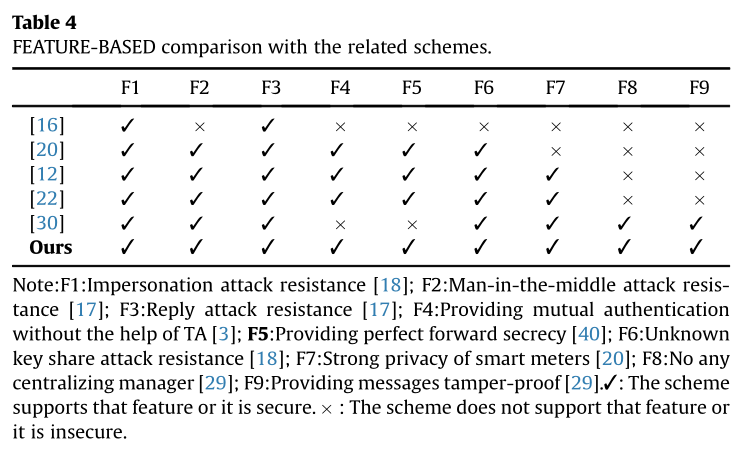 Table 4
FEATURE-BASED comparison with the related schemes.
F1 F2 F3 F4 F5 F6 F7 F8 F9
[16] ✓ × ✓ × × × × × ×
[20] ✓ ✓ ✓ ✓ ✓ ✓ × × ×
[12] ✓ ✓ ✓ ✓ ✓ ✓ ✓ × ×
[22] ✓ ✓ ✓ ✓ ✓ ✓ ✓ × ×
[30] ✓ ✓ ✓ × × ✓ ✓ ✓ ✓
Ours ✓ ✓ ✓ ✓ ✓ ✓ ✓ ✓ ✓
Note:F1:Impersonation attack resistance [18]; F2:Man-in-the-middle attack resis-
tance [17]; F3:Reply attack resistance [17]; F4:Providing mutual authentication
without the help of TA [3]; F5:Providing perfect forward secrecy [40]; F6:Unknown
key share attack resistance [18]; F7:Strong privacy of smart meters [20]; F8:No any
centralizing manager [29]; F9:Providing messages tamper-proof [29].✓: The scheme
supports that feature or it is secure. × : The scheme does not support that feature or
it is insecure.